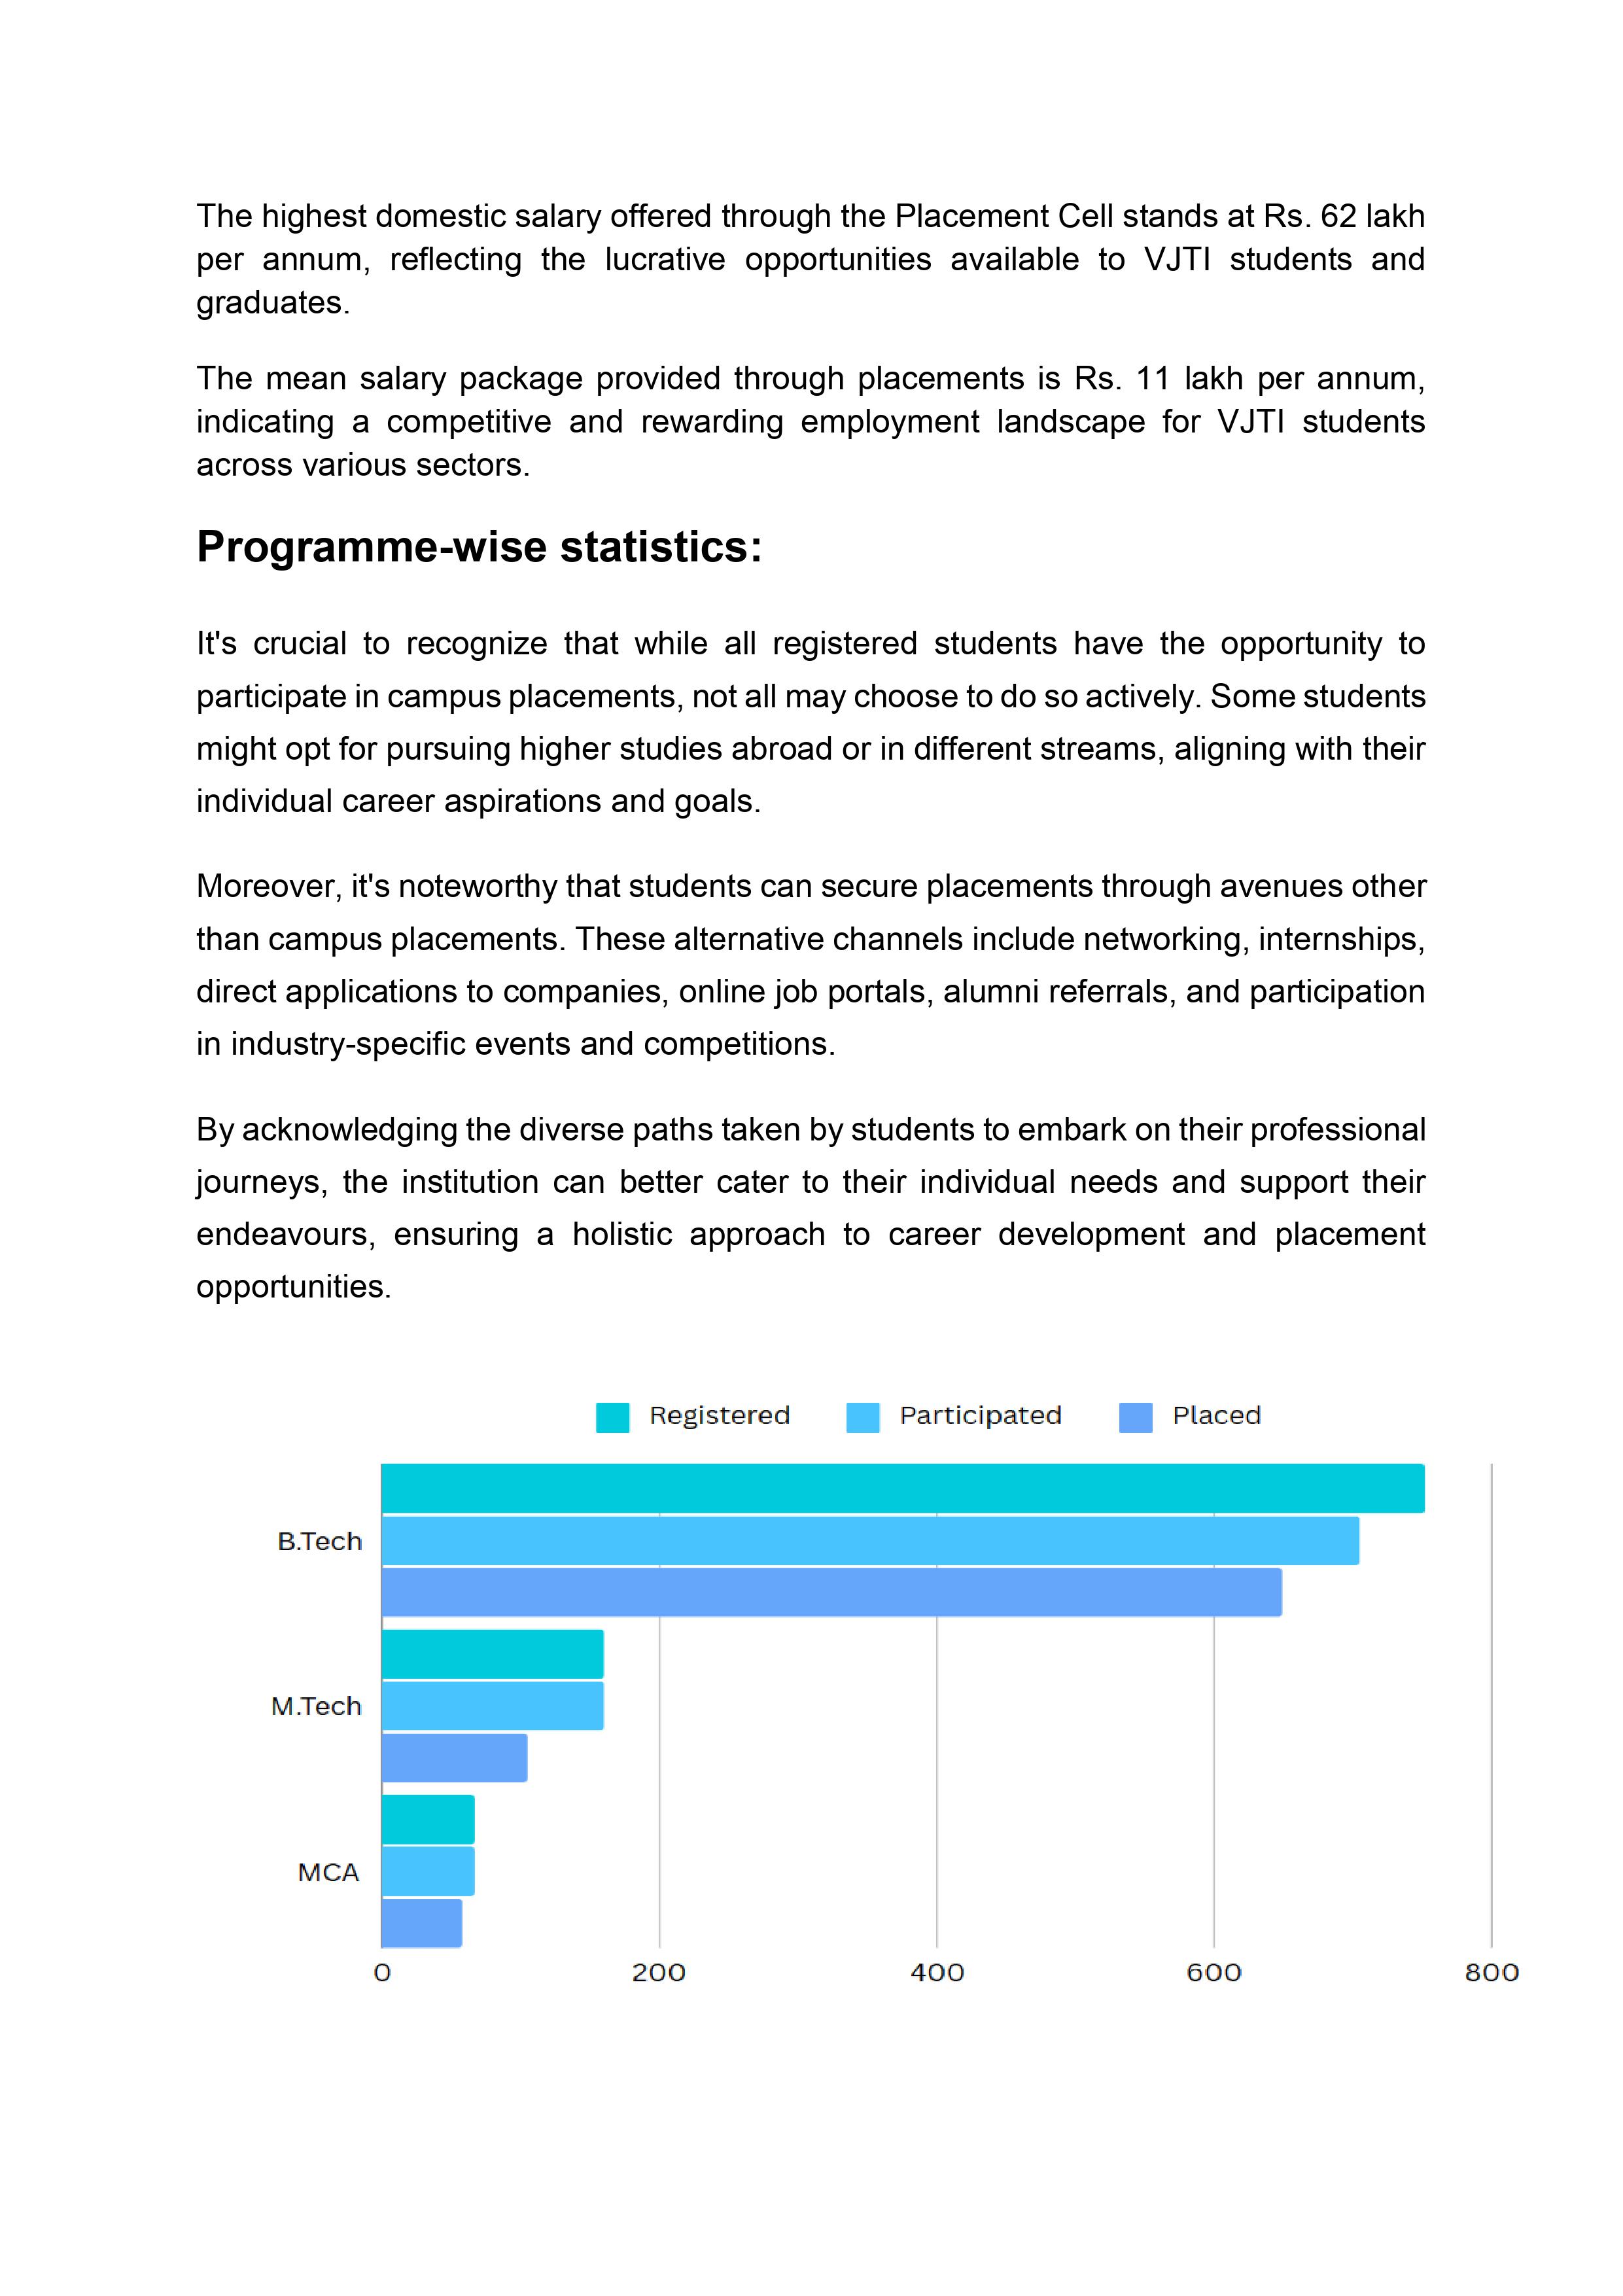 The highest domestic salary offered through the Placement Cell stands at Rs. 62 lakh
per annum, reflecting the lucrative opportunities available to VJTI students and
graduates.
The mean salary package provided through placements is Rs. 11 lakh per annum,
indicating a competitive and rewarding employment landscape for VJTI students
across various sectors.
Programme-wise statistics:
It's crucial to recognize that while all registered students have the opportunity to
participate in campus placements, not all may choose to do so actively. Some students
might opt for pursuing higher studies abroad or in different streams, aligning with their
individual career aspirations and goals.
Moreover, it's noteworthy that students can secure placements through avenues other
than campus placements. These alternative channels include networking, internships,
direct applications to companies, online job portals, alumni referrals, and participation
in industry-specific events and competitions.
By acknowledging the diverse paths taken by students to embark on their professional
journeys, the institution can better cater to their individual needs and support their
endeavours, ensuring a holistic approach to career development and placement
opportunities.
Registered Participated Placed
B.Tech
M.Tech
MCA
0 200 400 600 800